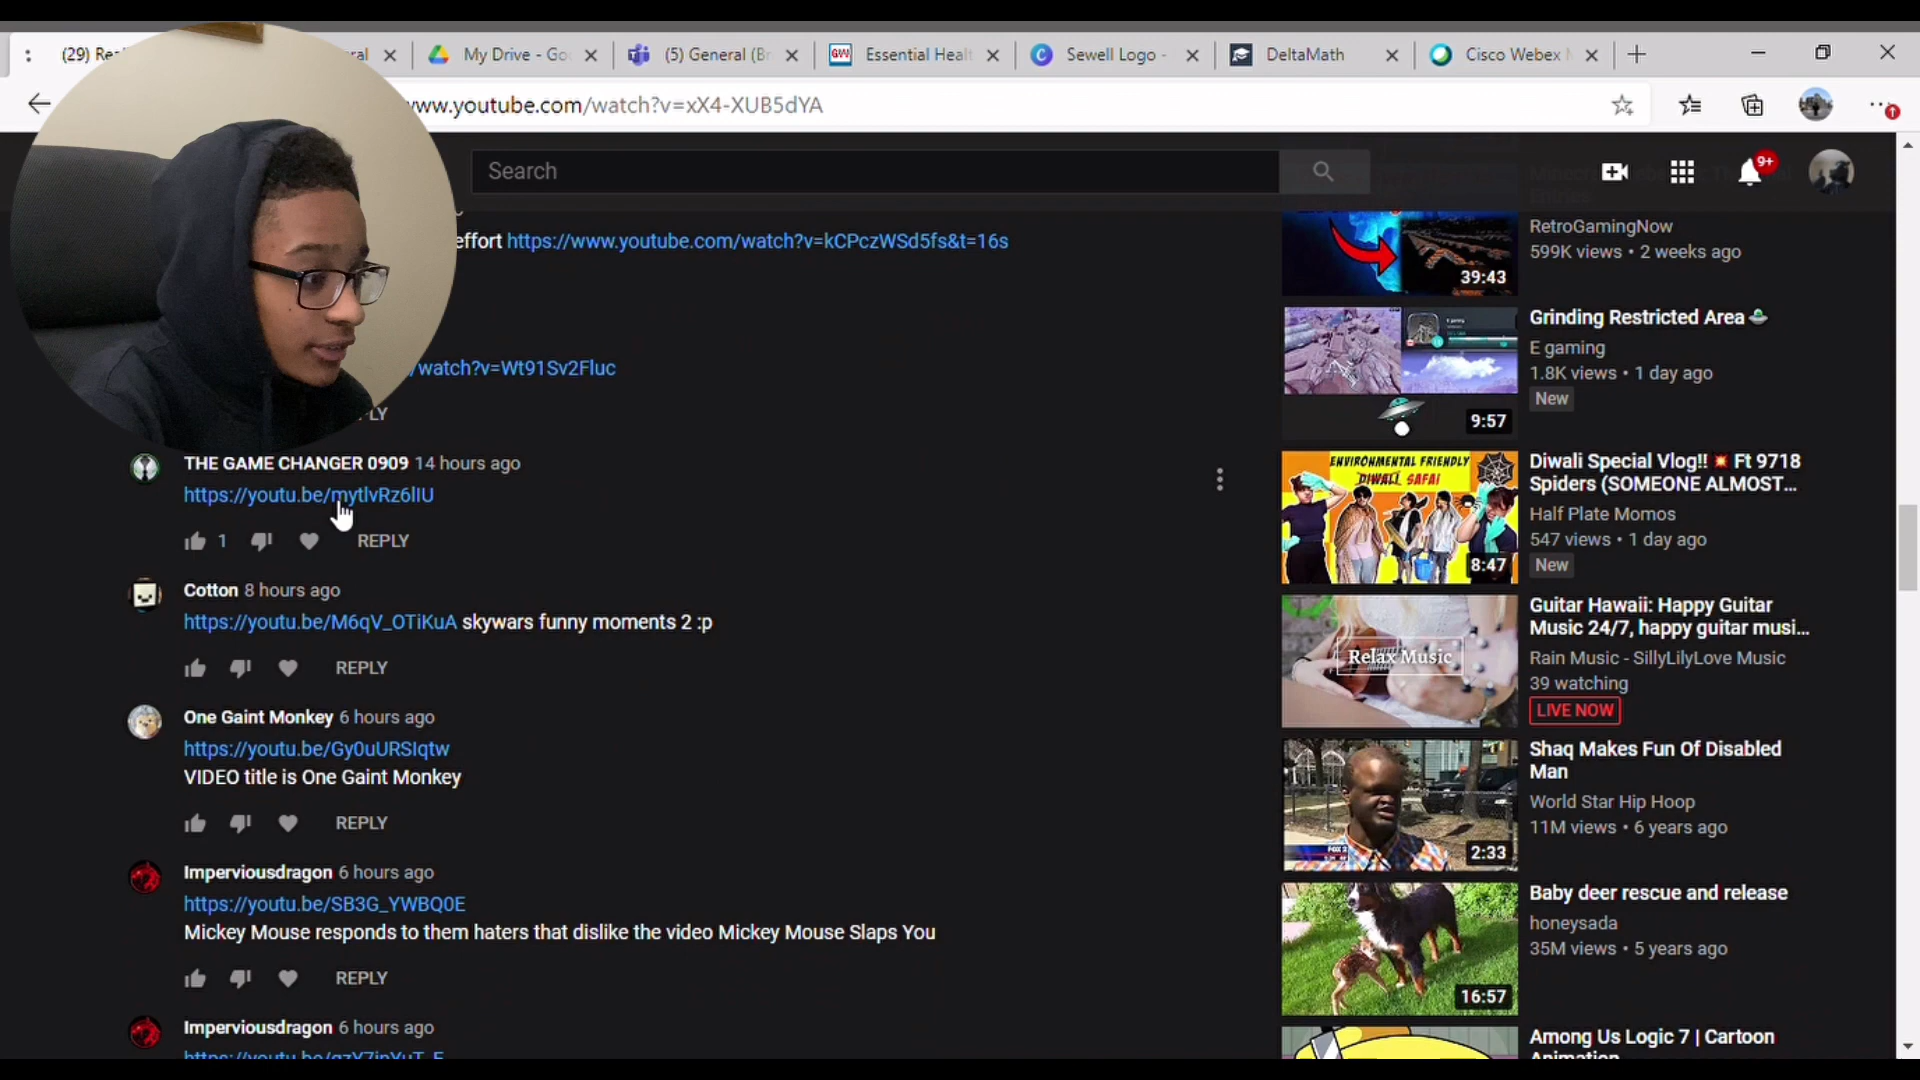 (29) Rea
al
My Drive - Go
(5) General (Br
GW
Essential Healt
Sewell Logo -
DeltaMath
Cisco Webex M
www.youtube.com/watch?v=xX4-XUB5dYA
Search
9+
effort https://www.youtube.com/watch?v=kCPczWSd5fs&t=16s
/watch?v=Wt91Sv2Fluc
PLY
THE GAME CHANGER 0909 14 hours ago
https://youtu.be/mytlvRz6lIU
1
REPLY
Cotton 8 hours ago
https://youtu.be/M6qV_OTiKuA skywars funny moments 2 :p
REPLY
One Gaint Monkey 6 hours ago
https://youtu.be/Gy0uURSIqtw
VIDEO title is One Gaint Monkey
REPLY
Imperviousdragon 6 hours ago
https://youtu.be/SB3G_YWBQ0E
Mickey Mouse responds to them haters that dislike the video Mickey Mouse Slaps You
REPLY
Imperviousdragon 6 hours ago
RetroGamingNow
599K views • 2 weeks ago
39:43
Grinding Restricted Area🛸
E gaming
1.8K views • 1 day ago
New
9:57
ENVIRONMENTAL FRIENDLY
DIWALI SAFAI
8:47
Diwali Special Vlog!! 💥 Ft 9718
Spiders (SOMEONE ALMOST...
Half Plate Momos
547 views • 1 day ago
New
Relax Music
Guitar Hawaii: Happy Guitar
Music 24/7, happy guitar musi...
Rain Music - SillyLilyLove Music
39 watching
LIVE NOW
FOX 2
2:33
Shaq Makes Fun Of Disabled
Man
World Star Hip Hoop
11M views • 6 years ago
16:57
Baby deer rescue and release
honeysada
35M views • 5 years ago
Among Us Logic 7 | Cartoon
Animation